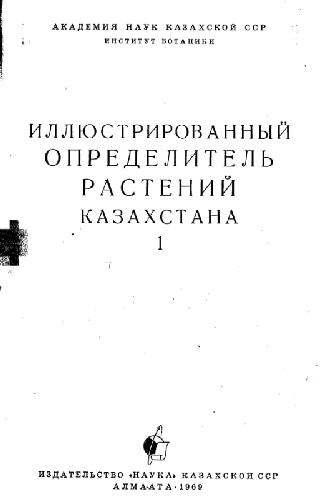 АКАДЕМИЯ НАУК КАЗАХСКОЙ ССР
ИНСТИТУТ БОТАНИКИ
ИЛЛЮСТРИРОВАННЫЙ
ОПРЕДЕЛИТЕЛЬ
РАСТЕНИЙ
КАЗАХСТАНА
1
ИЗДАТЕЛЬСТВО «НАУКА» КАЗАХСКОЙ ССР
АЛМА-АТА · 1969